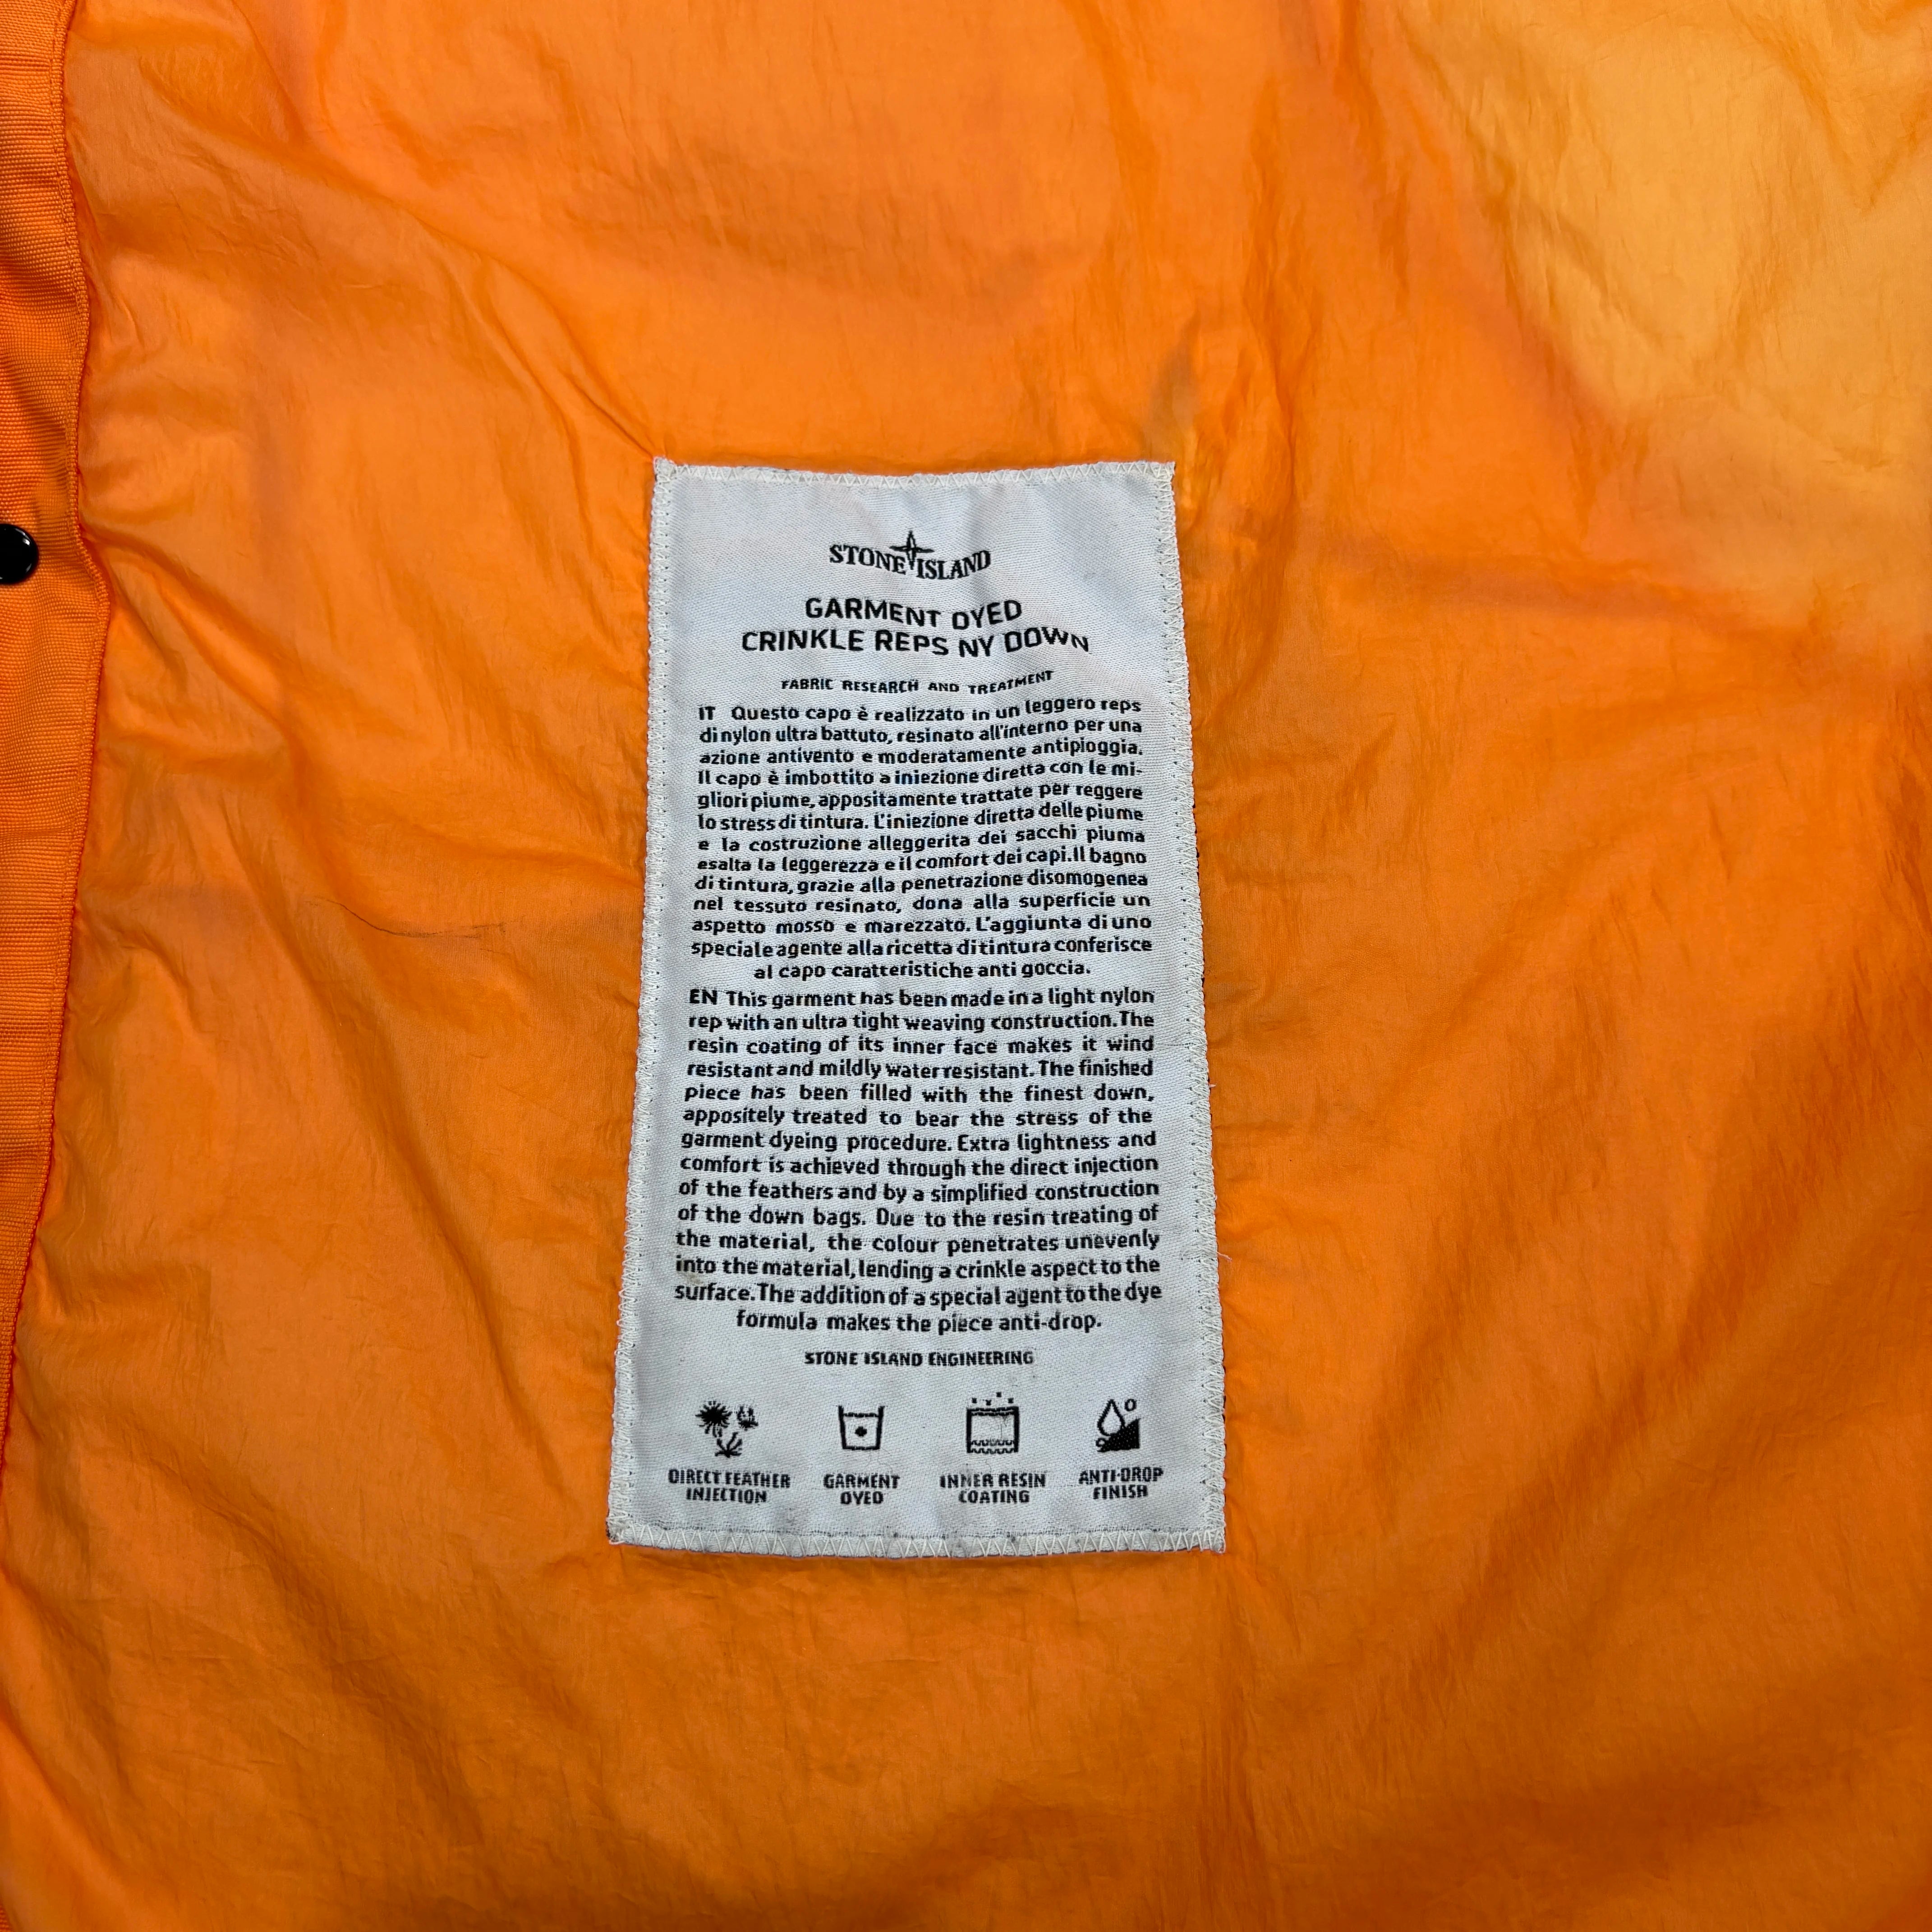 STONE ISLAND
GARMENT DYED
CRINKLE REPS NY DOWN
FABRIC RESEARCH AND TREATMENT
IT Questo capo è realizzato in un leggero reps
di nylon ultra battuto, resinato all'interno per una
azione antivento e moderatamente antipioggia.
Il capo è imbottito a iniezione diretta con le mi-
gliori piume, appositamente trattate per reggere
lo stress di tintura. L'iniezione diretta delle piume
e la costruzione alleggerita dei sacchi piuma
esalta la leggerezza e il comfort dei capi. Il bagno
di tintura, grazie alla penetrazione disomogenea
nel tessuto resinato, dona alla superficie un
aspetto mosso e marezzato. L'aggiunta di uno
speciale agente alla ricetta di tintura conferisce
al capo caratteristiche anti goccia.
EN This garment has been made in a light nylon
rep with an ultra tight weaving construction. The
resin coating of its inner face makes it wind
resistant and mildly water resistant. The finished
piece has been filled with the finest down,
appositely treated to bear the stress of the
garment dyeing procedure. Extra lightness and
comfort is achieved through the direct injection
of the feathers and by a simplified construction
of the down bags. Due to the resin treating of
the material, the colour penetrates unevenly
into the material, lending a crinkle aspect to the
surface. The addition of a special agent to the dye
formula makes the piece anti-drop.
STONE ISLAND ENGINEERING
DIRECT FEATHER
INJECTION
GARMENT
DYED
INNER RESIN
COATING
ANTI-DROP
FINISH